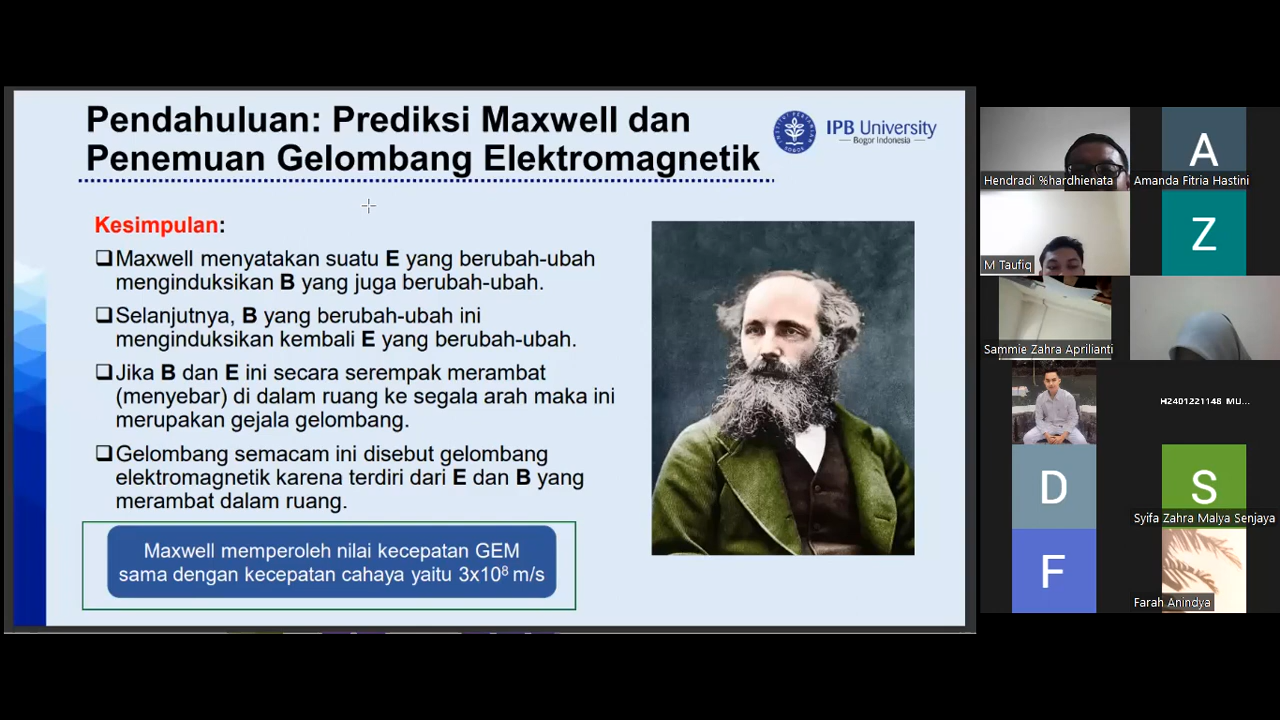 Pendahuluan: Prediksi Maxwell dan
Penemuan Gelombang Elektromagnetik
IPB University
Bogor Indonesia
Kesimpulan:
Maxwell menyatakan suatu E yang berubah-ubah
menginduksikan B yang juga berubah-ubah.
Selanjutnya, B yang berubah-ubah ini
menginduksikan kembali E yang berubah-ubah.
Jika B dan E ini secara serempak merambat
(menyebar) di dalam ruang ke segala arah maka ini
merupakan gejala gelombang.
Gelombang semacam ini disebut gelombang
elektromagnetik karena terdiri dari E dan B yang
merambat dalam ruang.
Maxwell memperoleh nilai kecepatan GEM
sama dengan kecepatan cahaya yaitu 3x10⁸ m/s
Hendradi %hardhienata
A
Amanda Fitria Hastini
M Taufiq
Z
Sammie Zahra Aprilianti
H2401221148 MU...
D
S
Syifa Zahra Malya Senjaya
F
Farah Anindya